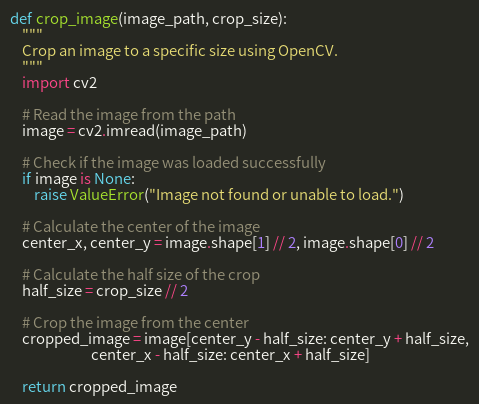 def crop_image(image_path, crop_size):
    """
    Crop an image to a specific size using OpenCV.
    """
    import cv2

    # Read the image from the path
    image = cv2.imread(image_path)

    # Check if the image was loaded successfully
    if image is None:
        raise ValueError("Image not found or unable to load.")

    # Calculate the center of the image
    center_x, center_y = image.shape[1] // 2, image.shape[0] // 2

    # Calculate the half size of the crop
    half_size = crop_size // 2

    # Crop the image from the center
    cropped_image = image[center_y - half_size: center_y + half_size,
                          center_x - half_size: center_x + half_size]

    return cropped_image